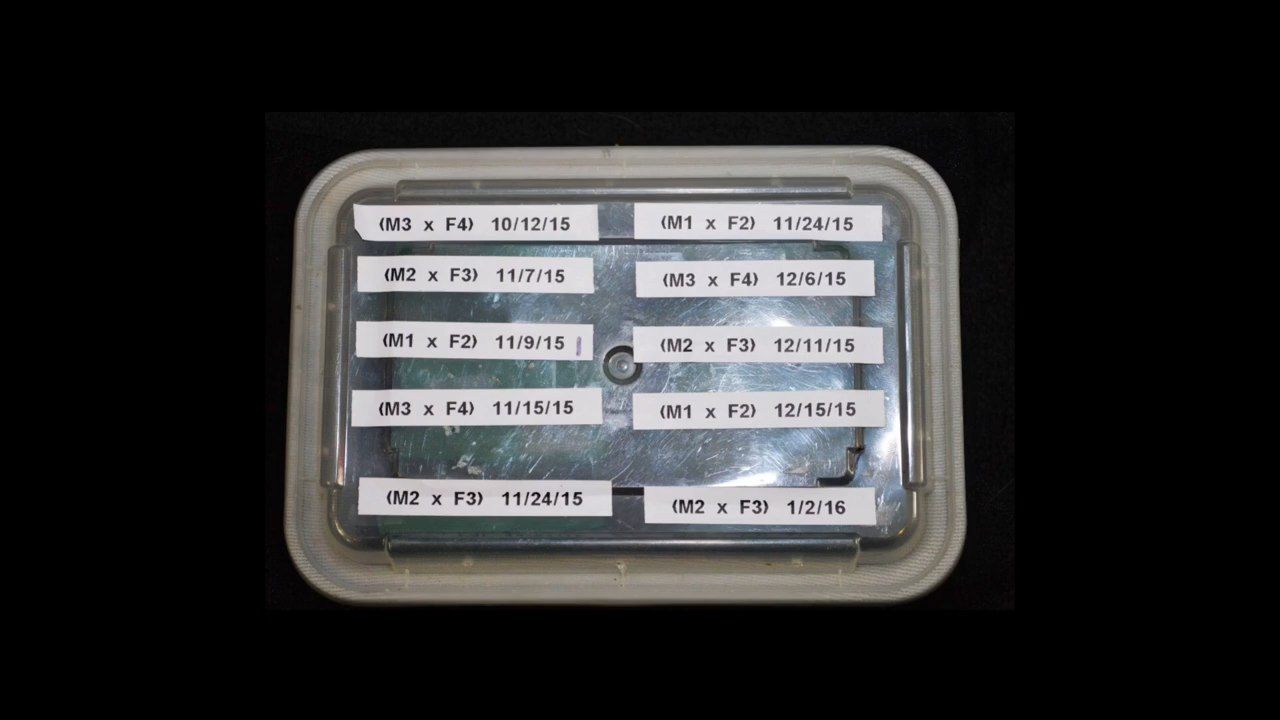 (M3 x F4) 10/12/15
(M2 x F3) 11/7/15
(M1 x F2) 11/9/15
(M3 x F4) 11/15/15
(M2 x F3) 11/24/15
(M1 x F2) 11/24/15
(M3 x F4) 12/6/15
(M2 x F3) 12/11/15
(M1 x F2) 12/15/15
(M2 x F3) 1/2/16